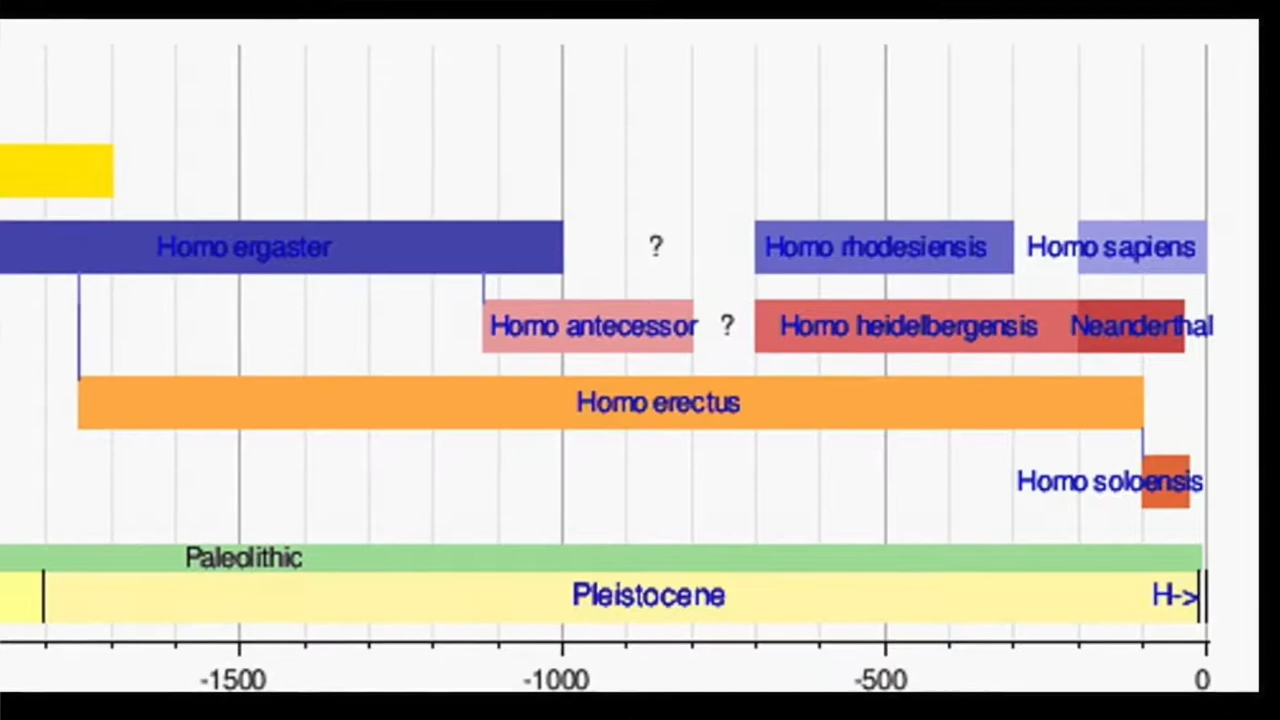 Homo ergaster ? Homo rhodesiensis Homo sapiens
Homo antecessor ? Homo heidelbergensis Neanderthal
Homo erectus
Homo soloensis
Paleolithic
Pleistocene H->
-1500 -1000 -500 0